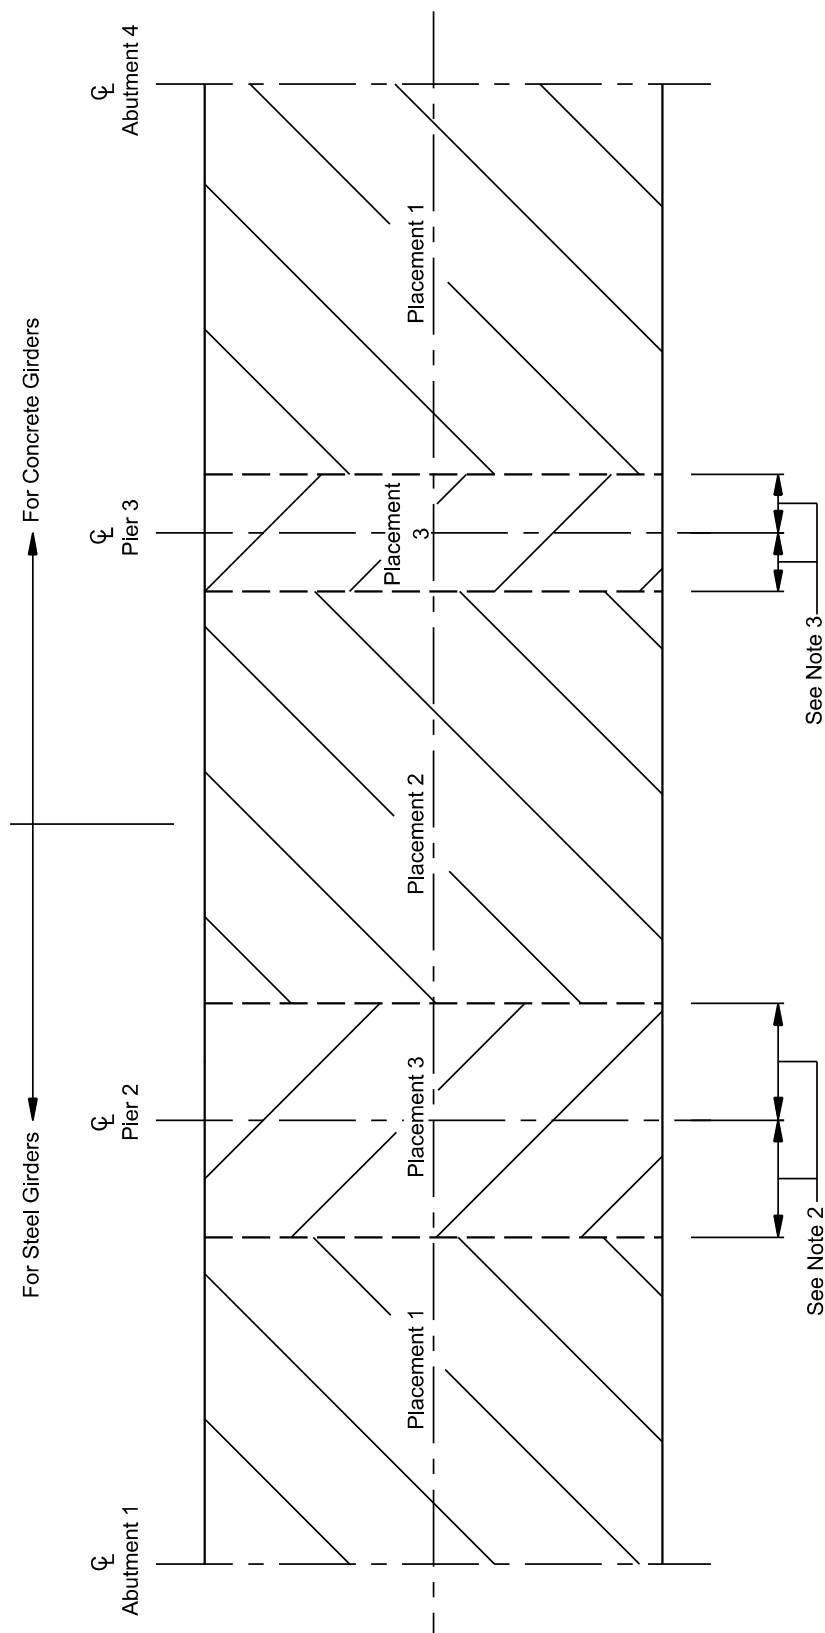 For Steel Girders
For Concrete Girders
℄
Abutment 1
℄
Pier 2
℄
Pier 3
℄
Abutment 4
Placement 1
Placement 3
Placement 2
Placement
3
Placement 1
See Note 2
See Note 3